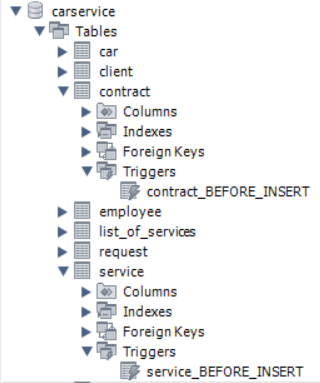 carservice
Tables
car
client
contract
Columns
Indexes
Foreign Keys
Triggers
contract_BEFORE_INSERT
employee
list_of_services
request
service
Columns
Indexes
Foreign Keys
Triggers
service_BEFORE_INSERT